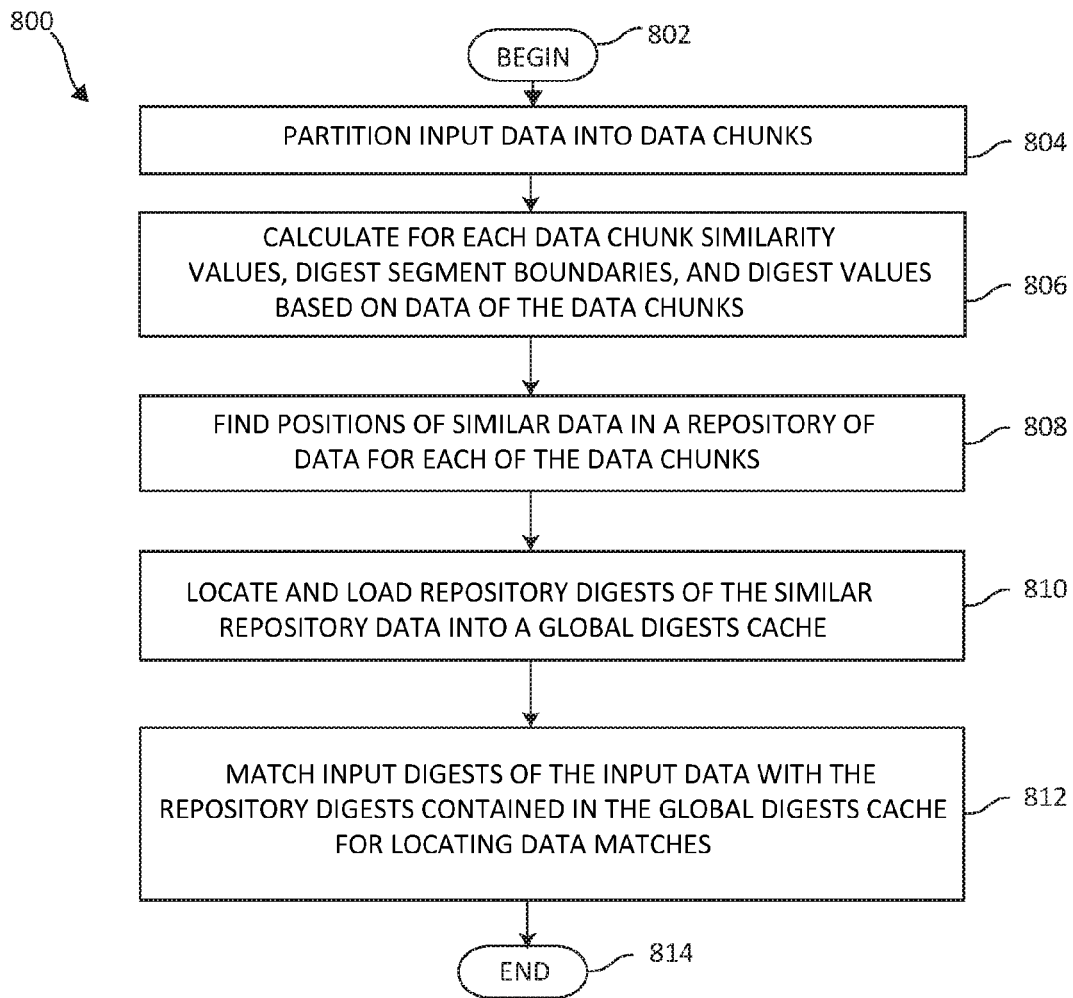 800
802
BEGIN
PARTITION INPUT DATA INTO DATA CHUNKS
804
CALCULATE FOR EACH DATA CHUNK SIMILARITY
VALUES, DIGEST SEGMENT BOUNDARIES, AND DIGEST VALUES
BASED ON DATA OF THE DATA CHUNKS
806
FIND POSITIONS OF SIMILAR DATA IN A REPOSITORY OF
DATA FOR EACH OF THE DATA CHUNKS
808
LOCATE AND LOAD REPOSITORY DIGESTS OF THE SIMILAR
REPOSITORY DATA INTO A GLOBAL DIGESTS CACHE
810
MATCH INPUT DIGESTS OF THE INPUT DATA WITH THE
REPOSITORY DIGESTS CONTAINED IN THE GLOBAL DIGESTS CACHE
FOR LOCATING DATA MATCHES
812
END
814